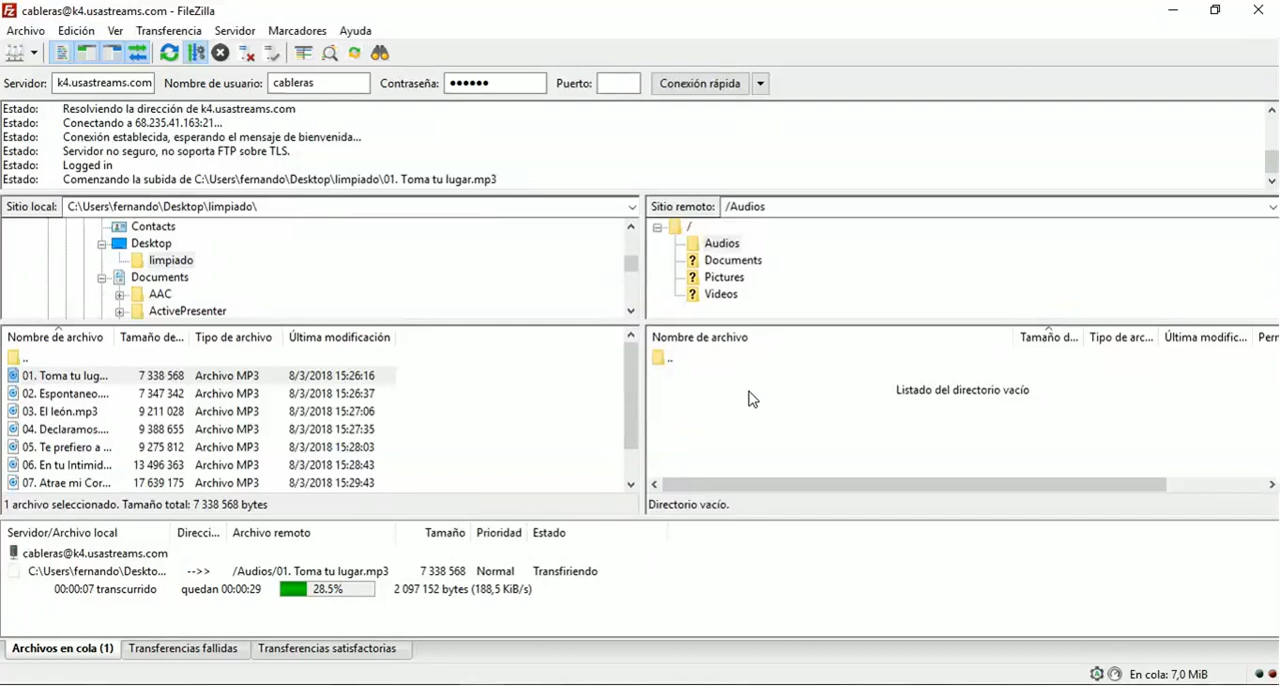 cableras@k4.usastreams.com - FileZilla
Archivo Edición Ver Transferencia Servidor Marcadores Ayuda
Servidor: k4.usastreams.com Nombre de usuario: cableras Contraseña: ●●●●●● Puerto: Conexión rápida
Estado: Resolviendo la dirección de k4.usastreams.com
Estado: Conectando a 68.235.41.163:21...
Estado: Conexión establecida, esperando el mensaje de bienvenida...
Estado: Servidor no seguro, no soporta FTP sobre TLS.
Estado: Logged in
Estado: Comenzando la subida de C:\Users\fernando\Desktop\limpiado\01. Toma tu lugar.mp3
Sitio local: C:\Users\fernando\Desktop\limpiado\
Contacts
Desktop
limpiado
Documents
AAC
ActivePresenter
Sitio remoto: /Audios
/
Audios
? Documents
? Pictures
? Videos
Nombre de archivo Tamaño de... Tipo de archivo Última modificación
..
01. Toma tu lug... 7 338 568 Archivo MP3 8/3/2018 15:26:16
02. Espontaneo.... 7 347 342 Archivo MP3 8/3/2018 15:26:37
03. El león.mp3 9 211 028 Archivo MP3 8/3/2018 15:27:06
04. Declaramos.... 9 388 655 Archivo MP3 8/3/2018 15:27:35
05. Te prefiero a ... 9 275 812 Archivo MP3 8/3/2018 15:28:03
06. En tu Intimid... 13 496 363 Archivo MP3 8/3/2018 15:28:43
07. Atrae mi Cor... 17 639 175 Archivo MP3 8/3/2018 15:29:43
1 archivo seleccionado. Tamaño total: 7 338 568 bytes
Nombre de archivo Tamaño d... Tipo de arc... Última modific... Perr
..
Listado del directorio vacío
Directorio vacío.
Servidor/Archivo local Direcci... Archivo remoto Tamaño Prioridad Estado
cableras@k4.usastreams.com
C:\Users\fernando\Deskto... -->> /Audios/01. Toma tu lugar.mp3 7 338 568 Normal Transfiriendo
00:00:07 transcurrido quedan 00:00:29 28.5% 2 097 152 bytes (188,5 KiB/s)
Archivos en cola (1) Transferencias fallidas Transferencias satisfactorias
En cola: 7,0 MiB